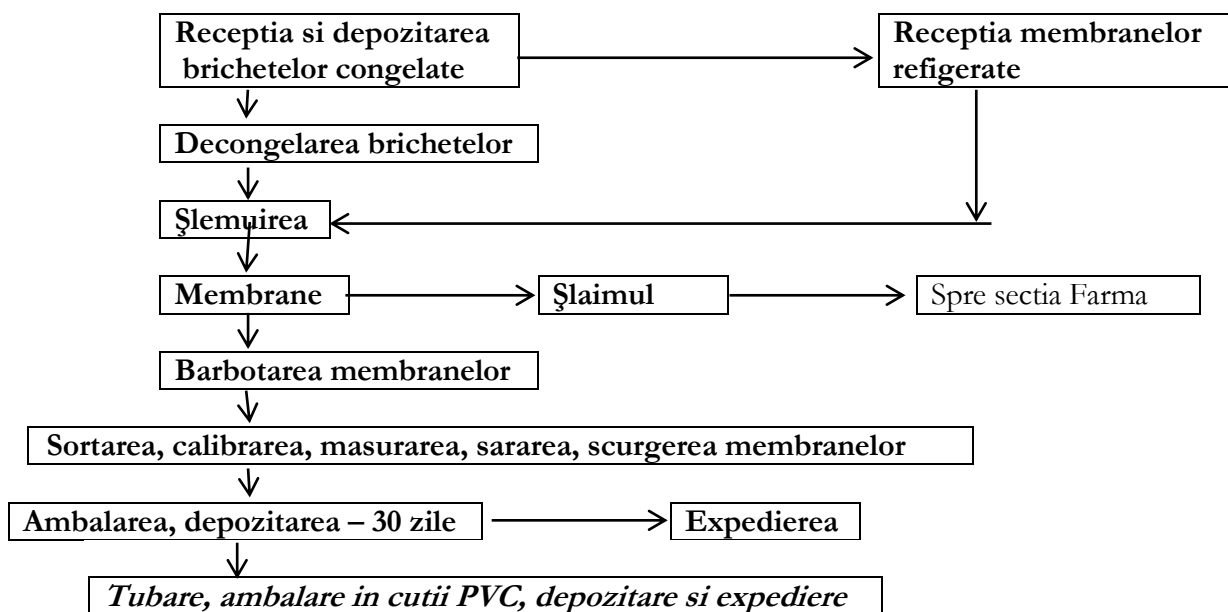 Receptia si depozitarea
brichetelor congelate
Receptia membranelor
refigerate
Decongelarea brichetelor
Şlemuirea
Membrane
Şlaimul
Spre sectia Farma
Barbotarea membranelor
Sortarea, calibrarea, masurarea, sararea, scurgerea membranelor
Ambalarea, depozitarea – 30 zile
Expedierea
Tubare, ambalare in cutii PVC, depozitare si expediere